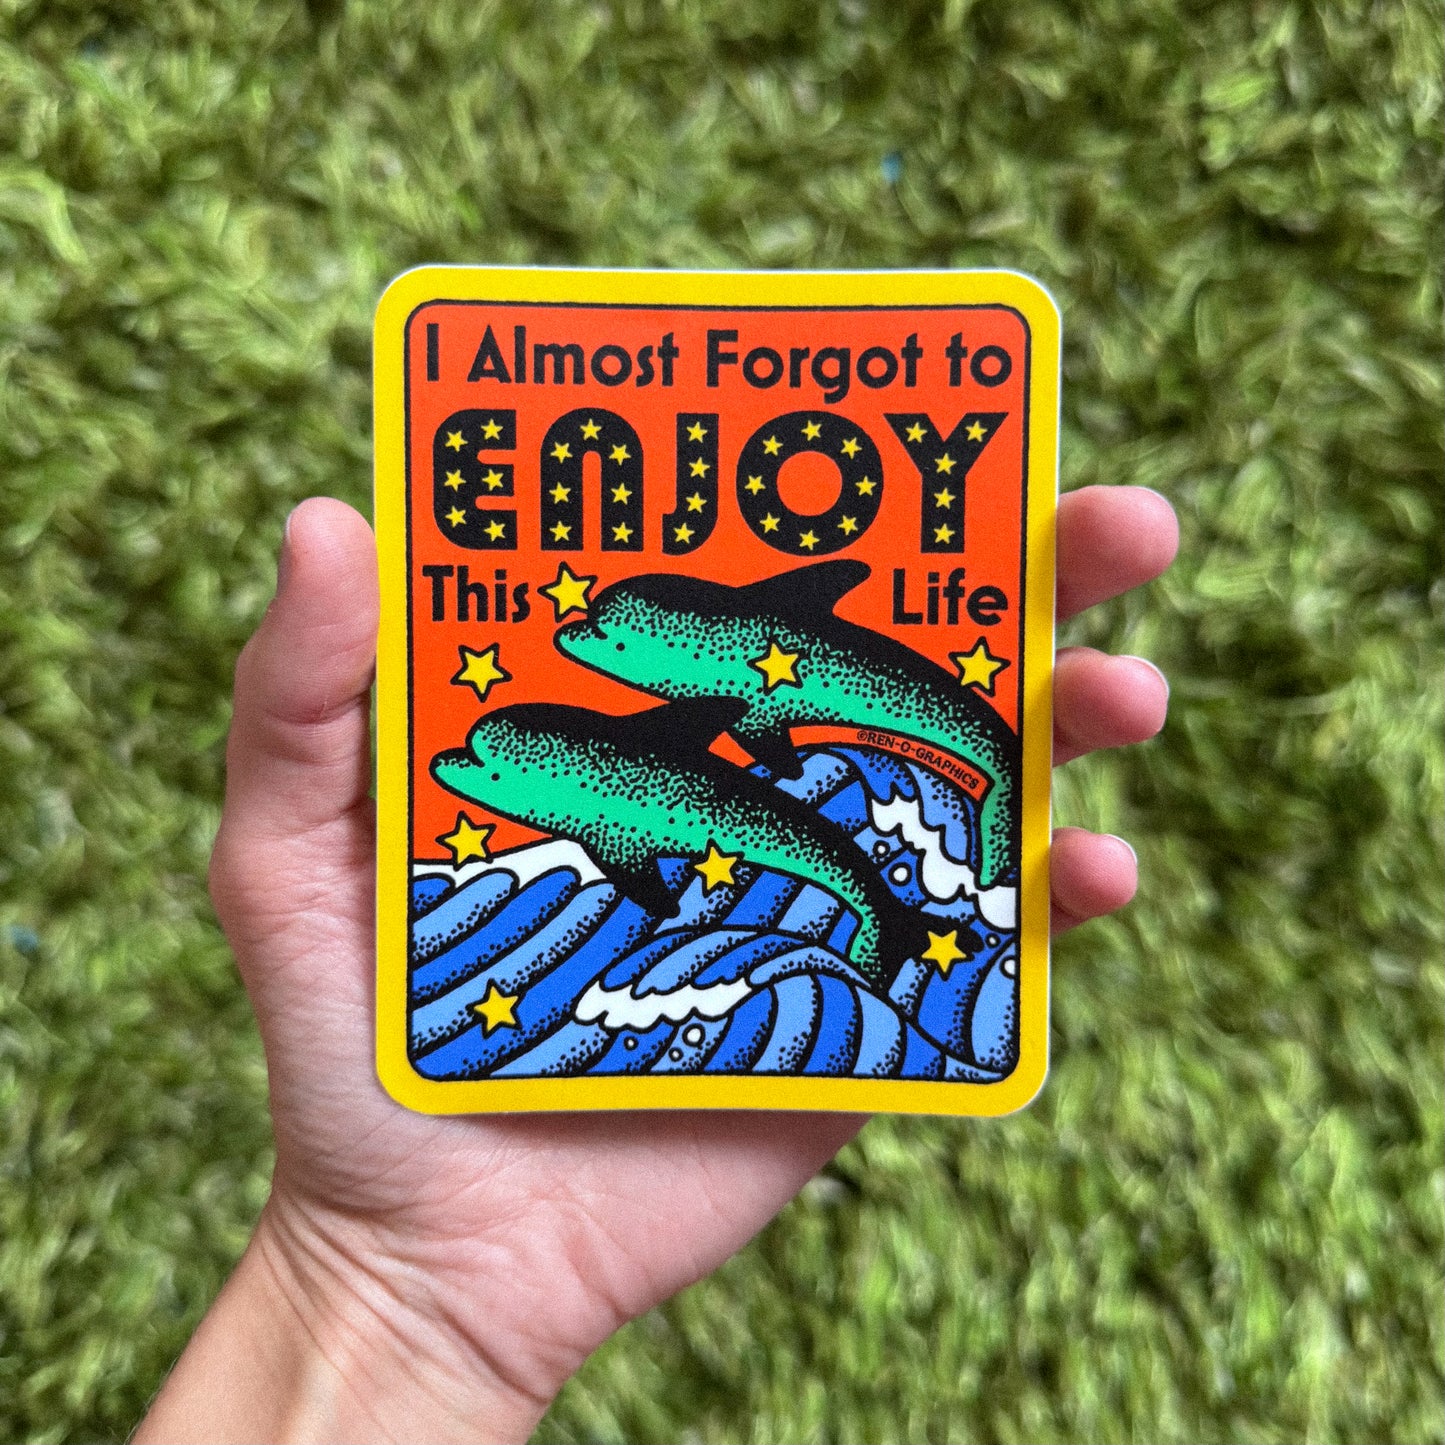 I Almost Forgot to
ENJOY
This Life
©REN-O-GRAPHICS